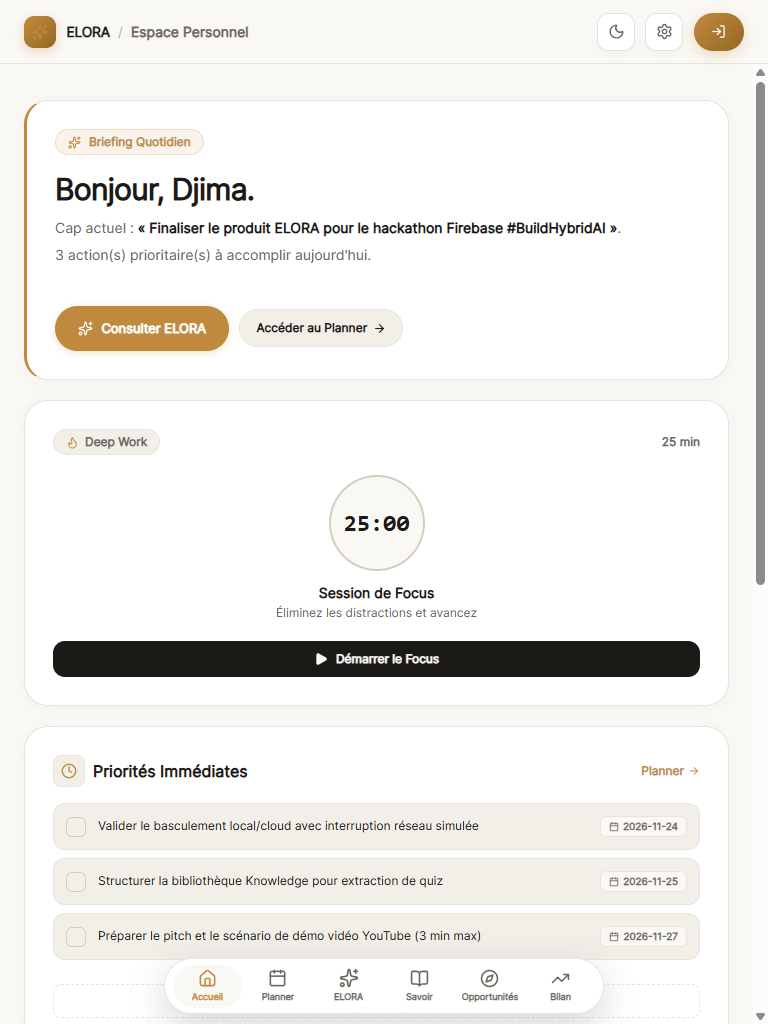 ELORA / Espace Personnel
Briefing Quotidien
Bonjour, Djima.
Cap actuel : « Finaliser le produit ELORA pour le hackathon Firebase #BuildHybridAI ».
3 action(s) prioritaire(s) à accomplir aujourd'hui.
Consulter ELORA
Accéder au Planner →
Deep Work
25 min
25:00
Session de Focus
Éliminez les distractions et avancez
Démarrer le Focus
Priorités Immédiates
Planner →
Valider le basculement local/cloud avec interruption réseau simulée
2026-11-24
Structurer la bibliothèque Knowledge pour extraction de quiz
2026-11-25
Préparer le pitch et le scénario de démo vidéo YouTube (3 min max)
2026-11-27
Accueil
Planner
ELORA
Savoir
Opportunités
Bilan